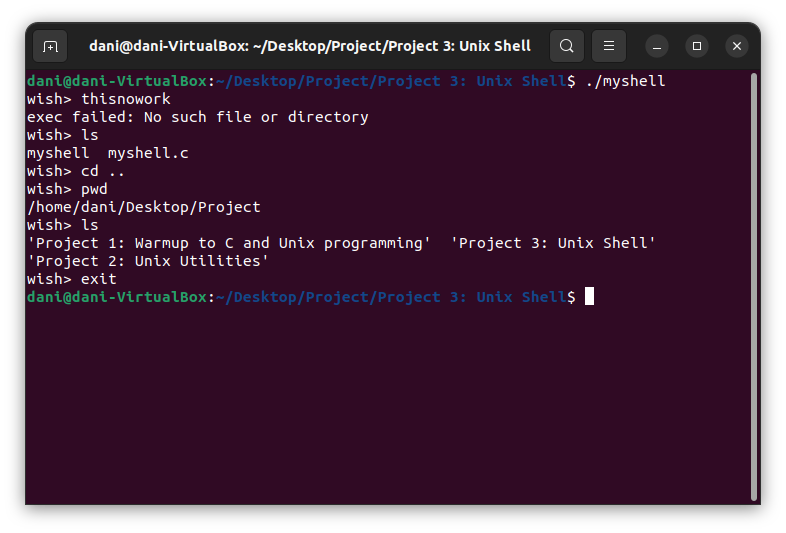 dani@dani-VirtualBox: ~/Desktop/Project/Project 3: Unix Shell
dani@dani-VirtualBox:~/Desktop/Project/Project 3: Unix Shell$ ./myshell
wish> thisnowork
exec failed: No such file or directory
wish> ls
myshell  myshell.c
wish> cd ..
wish> pwd
/home/dani/Desktop/Project
wish> ls
'Project 1: Warmup to C and Unix programming'  'Project 3: Unix Shell'
'Project 2: Unix Utilities'
wish> exit
dani@dani-VirtualBox:~/Desktop/Project/Project 3: Unix Shell$